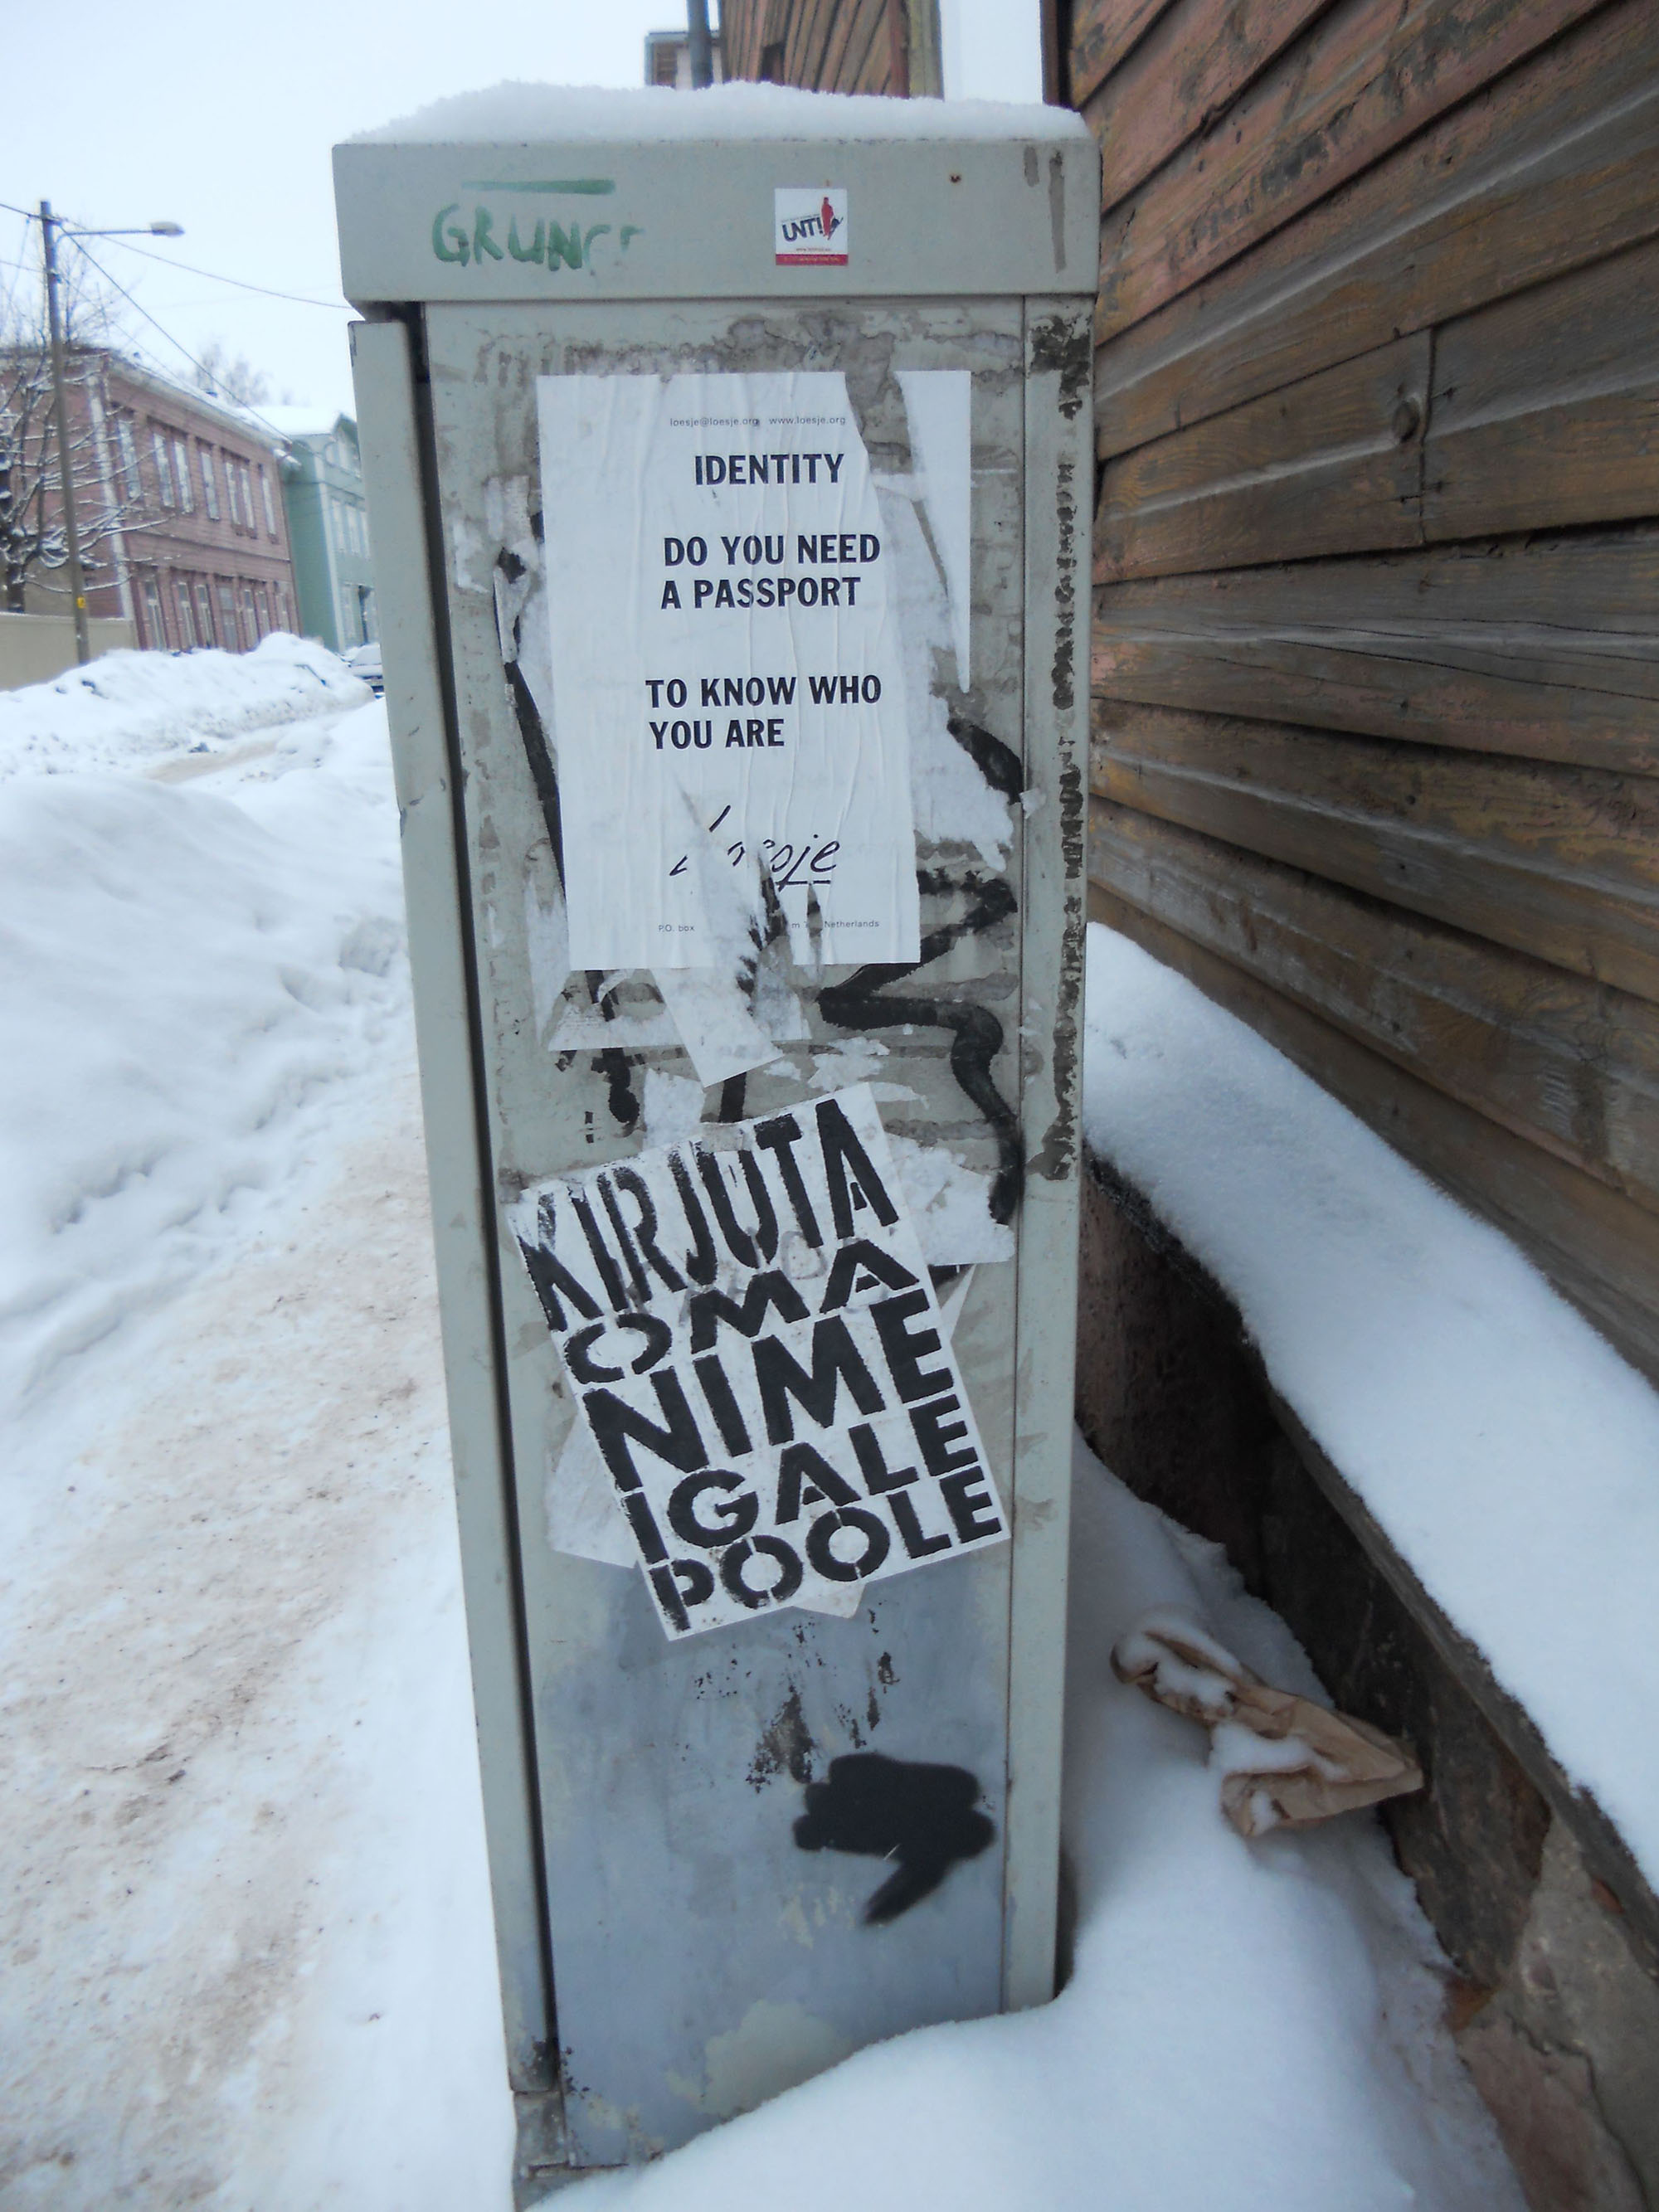 GRUN
UNT!
loesje@loesje.org www.loesje.org
IDENTITY
DO YOU NEED
A PASSPORT
TO KNOW WHO
YOU ARE
Loesje
P.O. box
Netherlands
KIRJUTA
OMA
NIME
IGALE
POOLE